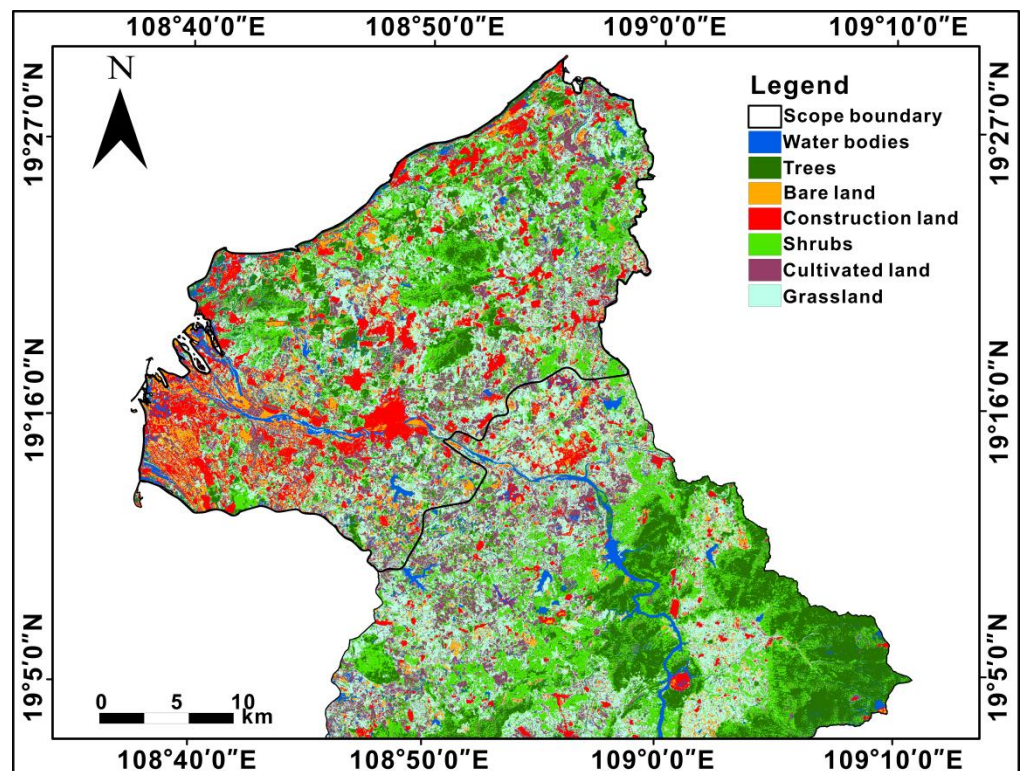 108°40′0″E 108°50′0″E 109°0′0″E 109°10′0″E
N
19°27′0″N
19°16′0″N
19°5′0″N
Legend
Scope boundary
Water bodies
Trees
Bare land
Construction land
Shrubs
Cultivated land
Grassland
19°27′0″N
19°16′0″N
19°5′0″N
0 5 10
km
108°40′0″E 108°50′0″E 109°0′0″E 109°10′0″E